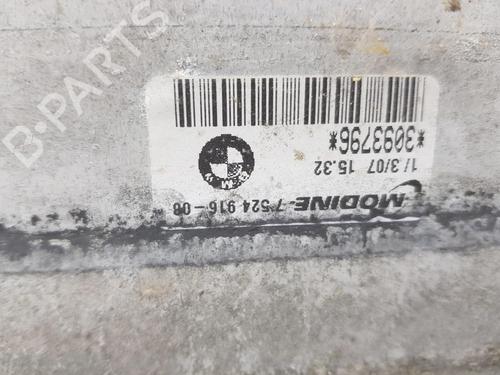 MODINE 7 524 916-08
1/3/07 15.32
*3093796*
BMW
B-PARTS